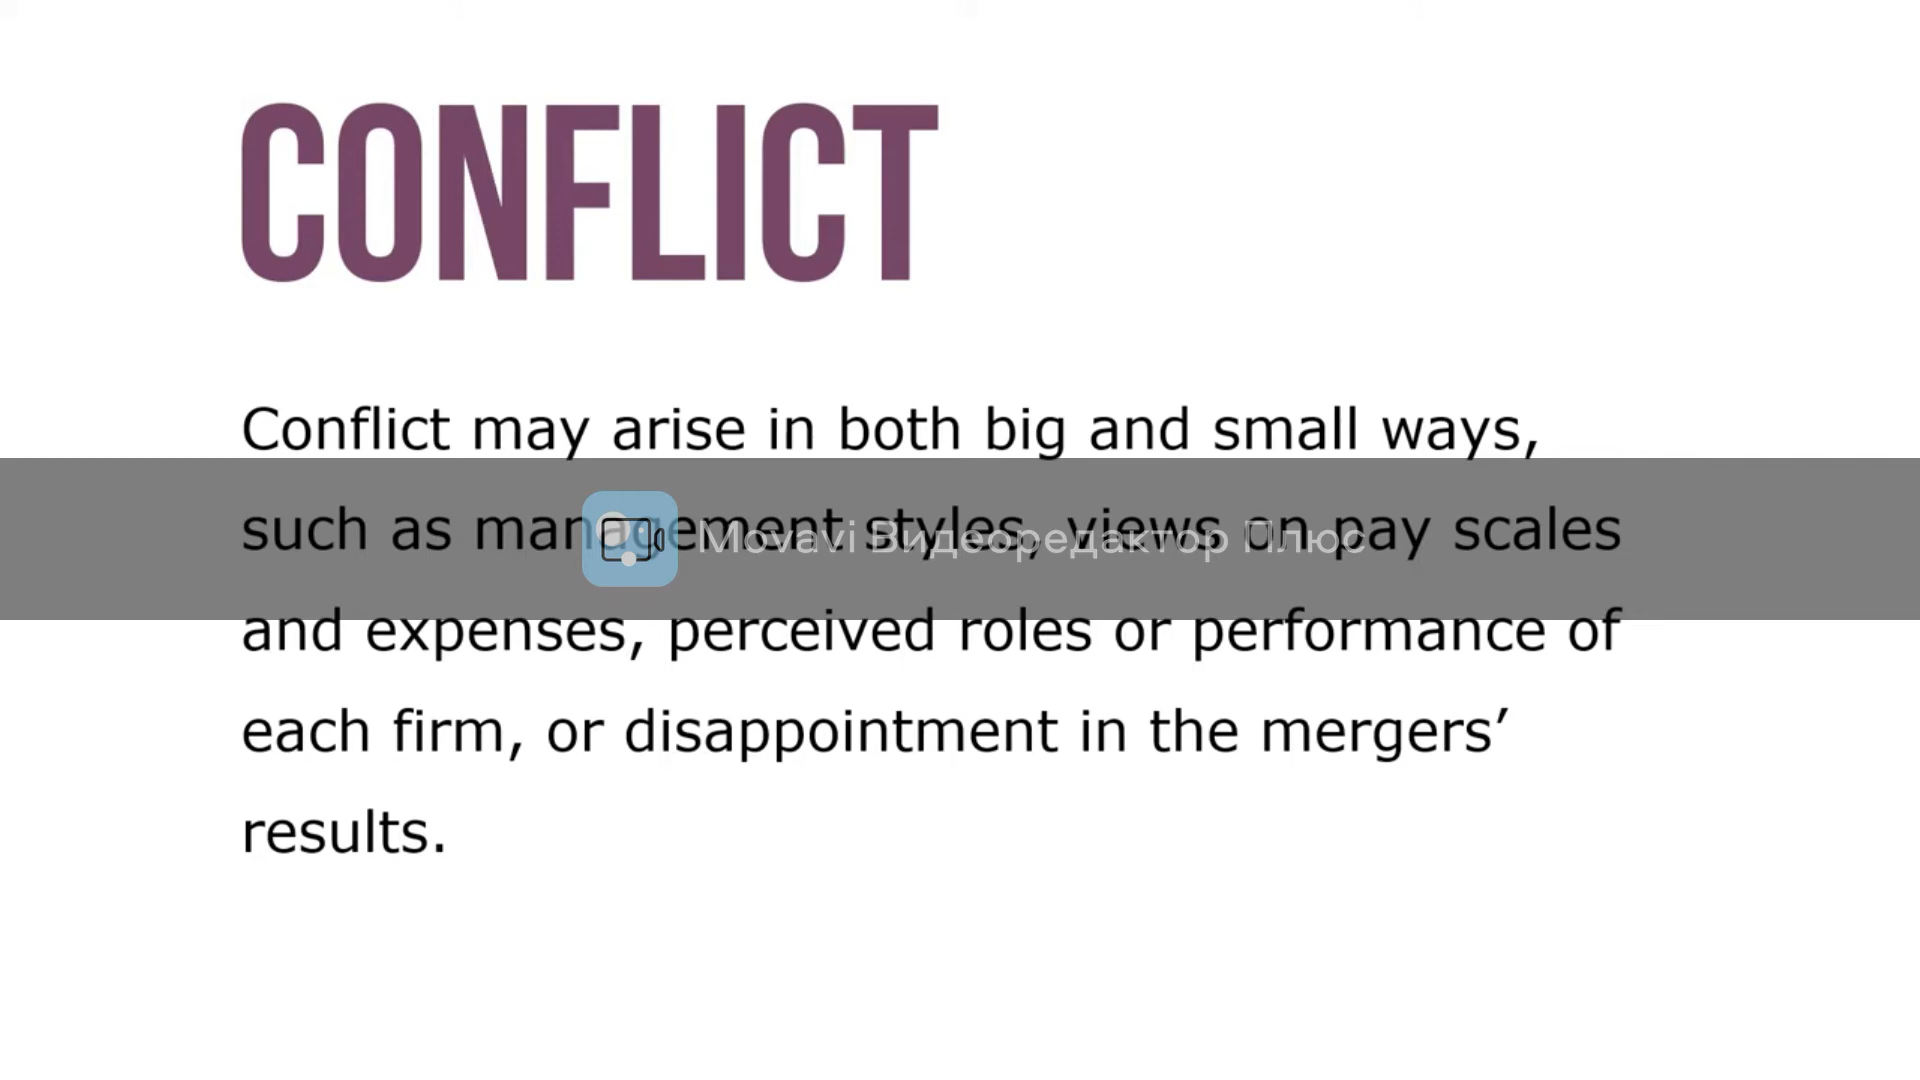 CONFLICT
Conflict may arise in both big and small ways,
such as management styles, views on pay scales
Movavi Видеоредактор Плюс
and expenses, perceived roles or performance of
each firm, or disappointment in the mergers’
results.